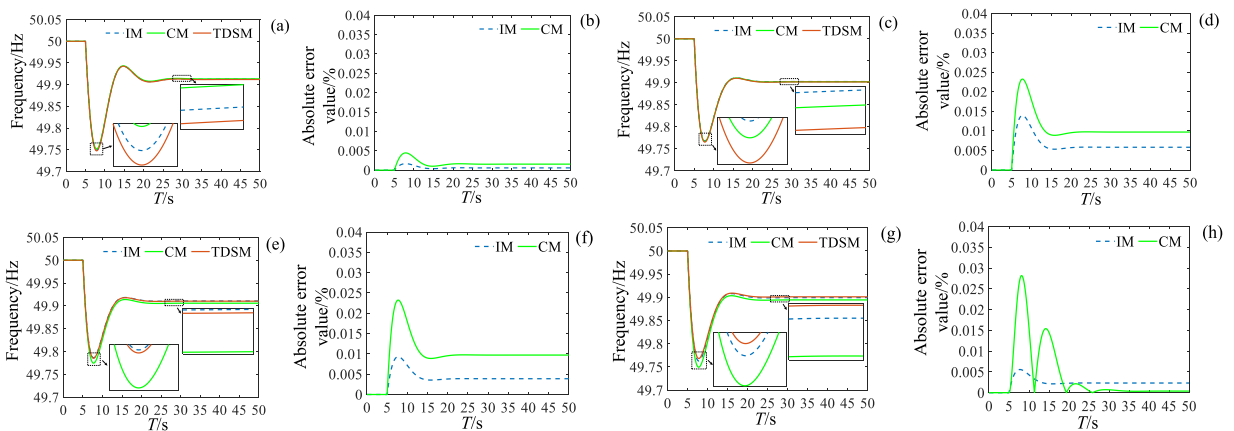 50.05
50
49.95
49.9
49.85
49.8
49.75
49.7
Frequency/Hz
IM CM TDSM
(a)
0 5 10 15 20 25 30 35 40 45 50
T/s
0.04
0.035
0.03
0.025
0.02
0.015
0.01
0.005
0
Absolute error
value/%
IM CM
(b)
0 5 10 15 20 25 30 35 40 45 50
T/s
50.05
50
49.95
49.9
49.85
49.8
49.75
49.7
Frequency/Hz
IM CM TDSM
(c)
0 5 10 15 20 25 30 35 40 45 50
T/s
0.04
0.035
0.03
0.025
0.02
0.015
0.01
0.005
0
Absolute error
value/%
IM CM
(d)
0 5 10 15 20 25 30 35 40 45 50
T/s
50.05
50
49.95
49.9
49.85
49.8
49.75
49.7
Frequency/Hz
IM CM TDSM
(e)
0 5 10 15 20 25 30 35 40 45 50
T/s
0.04
0.035
0.03
0.025
0.02
0.015
0.01
0.005
0
Absolute error
value/%
IM CM
(f)
0 5 10 15 20 25 30 35 40 45 50
T/s
50.05
50
49.95
49.9
49.85
49.8
49.75
49.7
Frequency/Hz
IM CM TDSM
(g)
0 5 10 15 20 25 30 35 40 45 50
T/s
0.04
0.035
0.03
0.025
0.02
0.015
0.01
0.005
0
Absolute error
value/%
IM CM
(h)
0 5 10 15 20 25 30 35 40 45 50
T/s